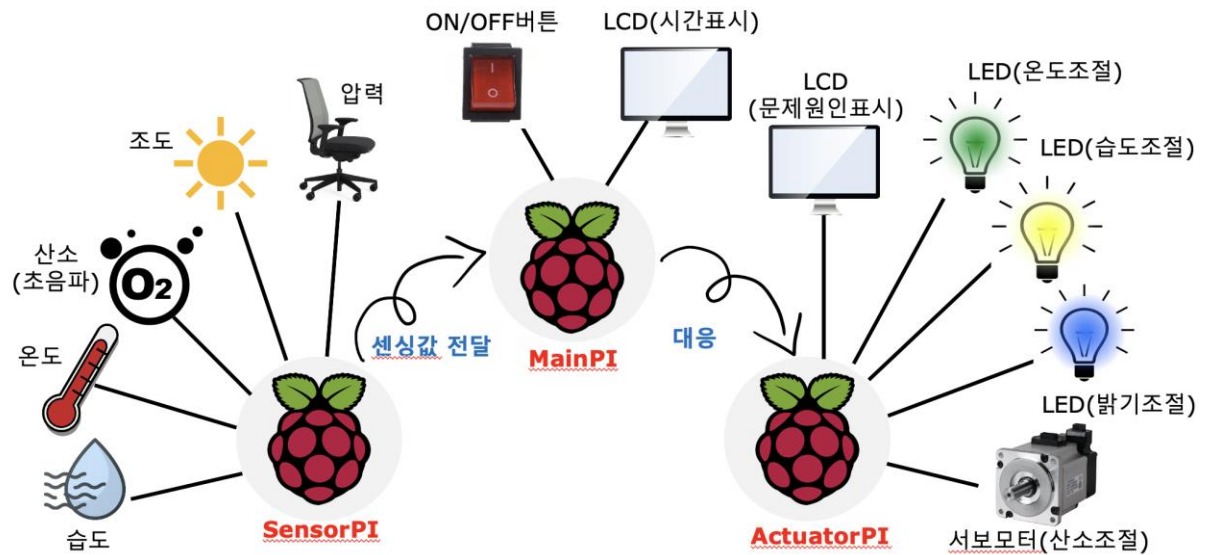 ON/OFF버튼
LCD(시간표시)
LCD
(문제원인표시)
LED(온도조절)
LED(습도조절)
LED(밝기조절)
서보모터(산소조절)
압력
조도
산소
(초음파)
O2
온도
습도
센싱값 전달
대응
MainPI
SensorPI
ActuatorPI